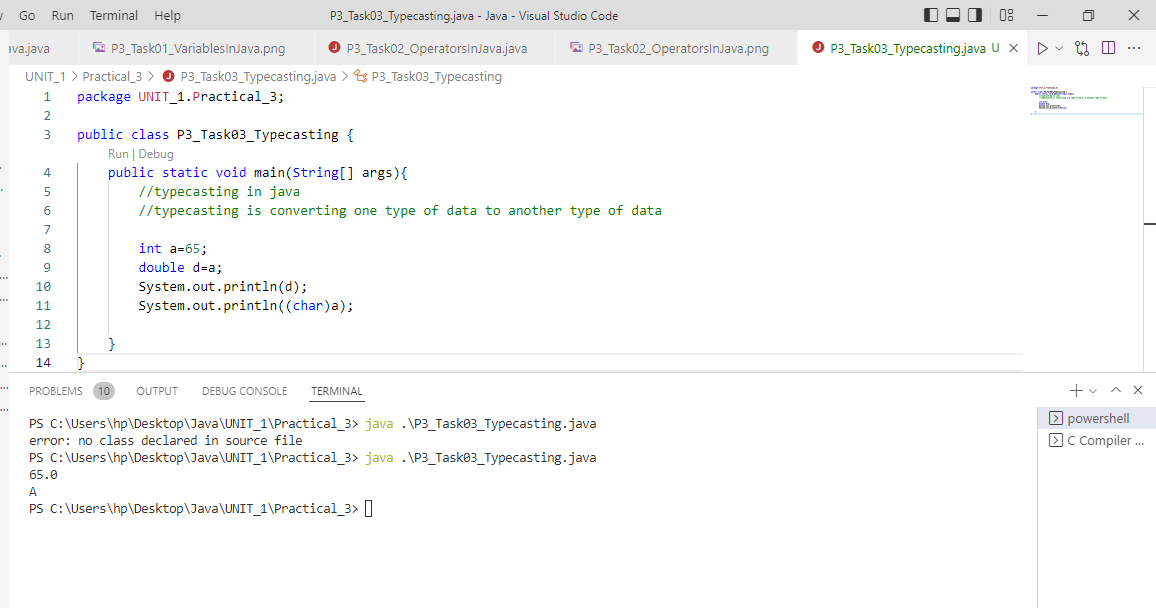 Go Run Terminal Help P3_Task03_Typecasting.java - Java - Visual Studio Code
ava.java P3_Task01_VariablesInJava.png P3_Task02_OperatorsInJava.java P3_Task02_OperatorsInJava.png P3_Task03_Typecasting.java U
UNIT_1 > Practical_3 > P3_Task03_Typecasting.java > P3_Task03_Typecasting
1 package UNIT_1.Practical_3;
2
3 public class P3_Task03_Typecasting {
Run | Debug
4 public static void main(String[] args){
5 //typecasting in java
6 //typecasting is converting one type of data to another type of data
7
8 int a=65;
9 double d=a;
10 System.out.println(d);
11 System.out.println((char)a);
12
13 }
14 }
PROBLEMS 10 OUTPUT DEBUG CONSOLE TERMINAL
PS C:\Users\hp\Desktop\Java\UNIT_1\Practical_3> java .\P3_Task03_Typecasting.java
error: no class declared in source file
PS C:\Users\hp\Desktop\Java\UNIT_1\Practical_3> java .\P3_Task03_Typecasting.java
65.0
A
PS C:\Users\hp\Desktop\Java\UNIT_1\Practical_3>
powershell
C Compiler ...